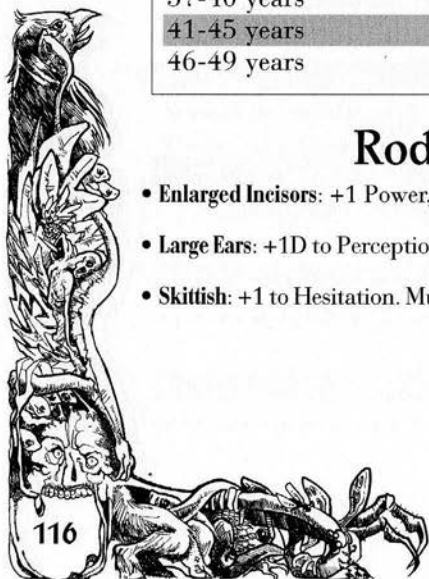 41-45 years
46-49 years
Rod
• Enlarged Incisors: +1 Power,
• Large Ears: +1D to Perceptio
• Skittish: +1 to Hesitation. Mu
116